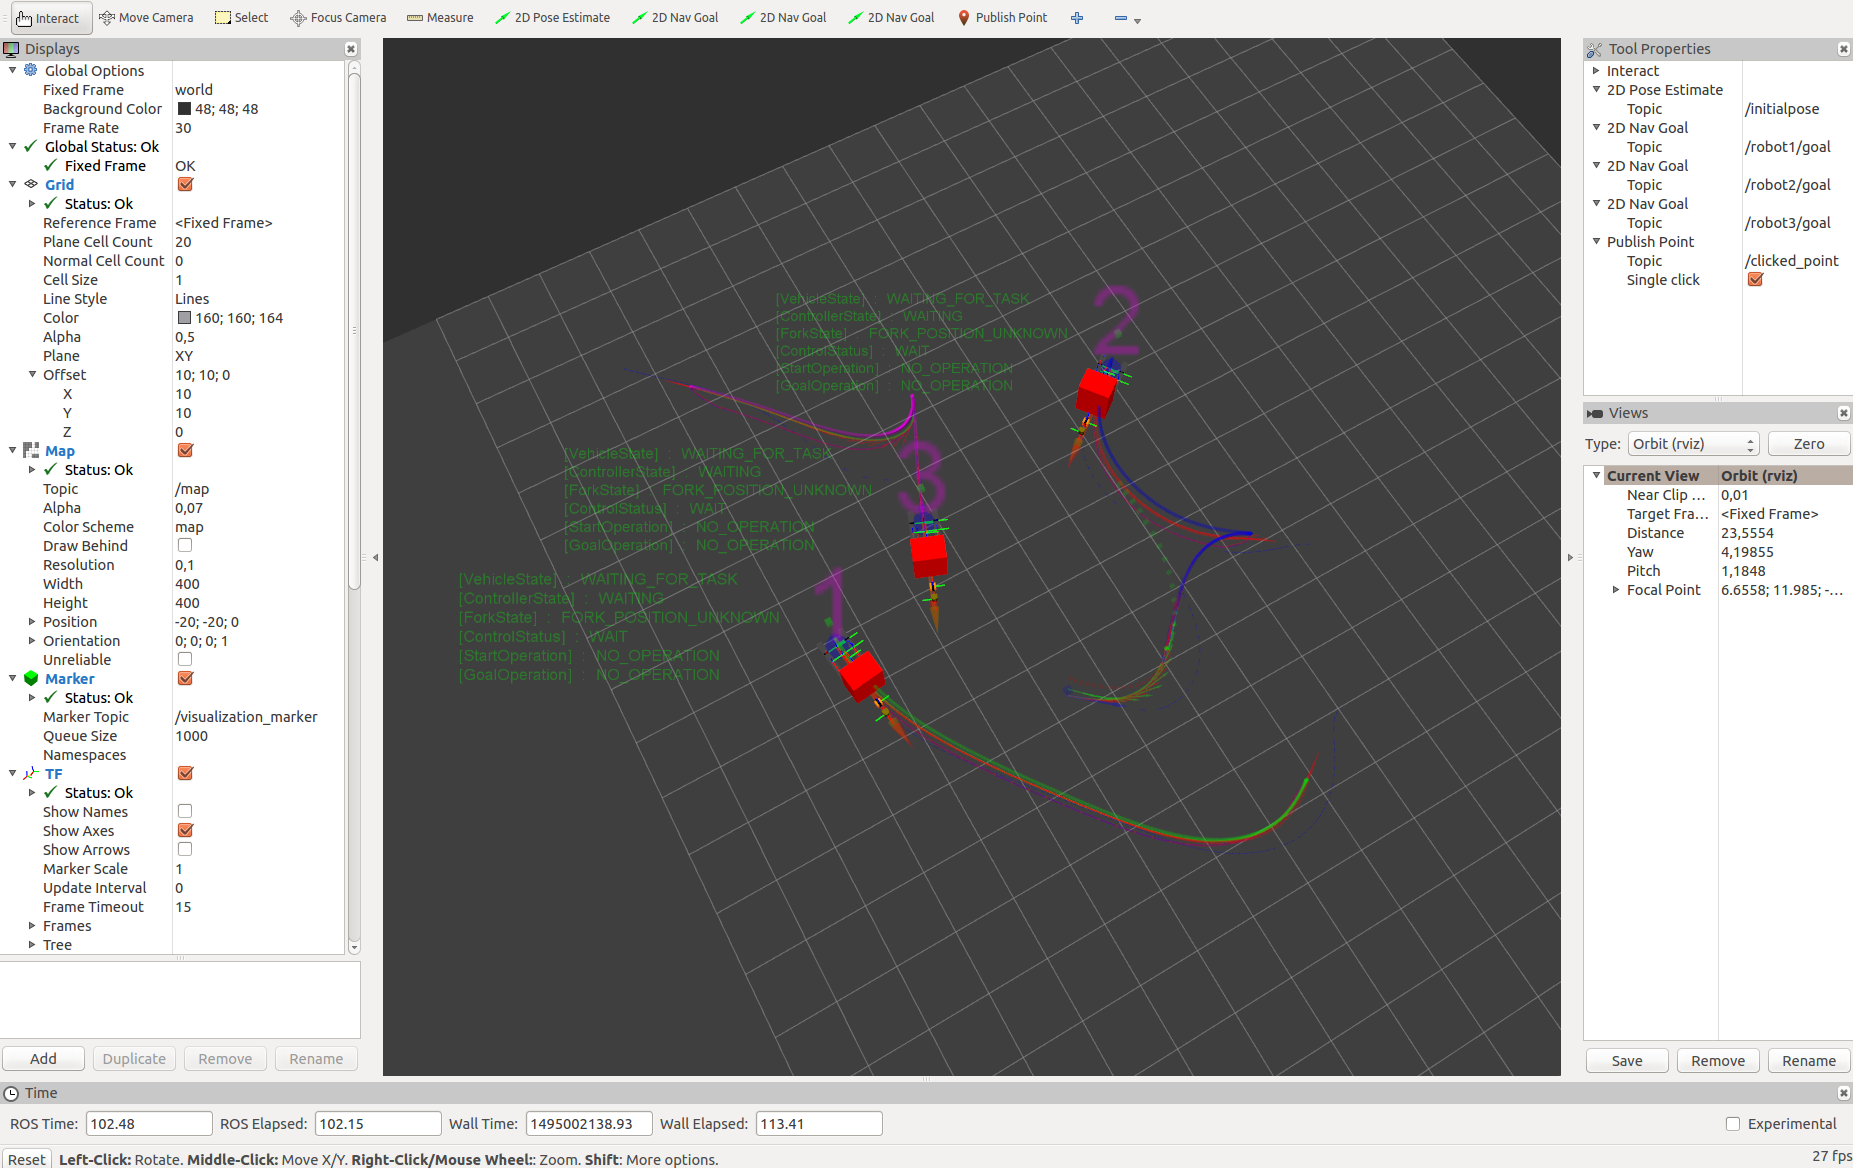 Interact Move Camera Select Focus Camera Measure 2D Pose Estimate 2D Nav Goal 2D Nav Goal 2D Nav Goal Publish Point
Displays
Global Options
Fixed Frame world
Background Color 48; 48; 48
Frame Rate 30
Global Status: Ok
Fixed Frame OK
Grid
Status: Ok
Reference Frame <Fixed Frame>
Plane Cell Count 20
Normal Cell Count 0
Cell Size 1
Line Style Lines
Color 160; 160; 164
Alpha 0,5
Plane XY
Offset 10; 10; 0
X 10
Y 10
Z 0
Map
Status: Ok
Topic /map
Alpha 0,07
Color Scheme map
Draw Behind
Resolution 0,1
Width 400
Height 400
Position -20; -20; 0
Orientation 0; 0; 0; 1
Unreliable
Marker
Status: Ok
Marker Topic /visualization_marker
Queue Size 1000
Namespaces
TF
Status: Ok
Show Names
Show Axes
Show Arrows
Marker Scale 1
Update Interval 0
Frame Timeout 15
Frames
Tree
Add Duplicate Remove Rename
[VehicleState] : WAITING_FOR_TASK
[ControllerState] : WAITING
[ForkState] : FORK_POSITION_UNKNOWN
[ControlStatus] : WAIT
[StartOperation] : NO_OPERATION
[GoalOperation] : NO_OPERATION
2
[VehicleState] : WAITING_FOR_TASK
[ControllerState] : WAITING
[ForkState] : FORK_POSITION_UNKNOWN
[ControlStatus] : WAIT
[StartOperation] : NO_OPERATION
[GoalOperation] : NO_OPERATION
3
[VehicleState] : WAITING_FOR_TASK
[ControllerState] : WAITING
[ForkState] : FORK_POSITION_UNKNOWN
[ControlStatus] : WAIT
[StartOperation] : NO_OPERATION
[GoalOperation] : NO_OPERATION
1
Tool Properties
Interact
2D Pose Estimate
Topic /initialpose
2D Nav Goal
Topic /robot1/goal
2D Nav Goal
Topic /robot2/goal
2D Nav Goal
Topic /robot3/goal
Publish Point
Topic /clicked_point
Single click
Views
Type: Orbit (rviz) Zero
Current View Orbit (rviz)
Near Clip ... 0,01
Target Fra... <Fixed Frame>
Distance 23,5554
Yaw 4,19855
Pitch 1,1848
Focal Point 6.6558; 11.985; -...
Save Remove Rename
Time
ROS Time: 102.48 ROS Elapsed: 102.15 Wall Time: 1495002138.93 Wall Elapsed: 113.41 Experimental
Reset Left-Click: Rotate. Middle-Click: Move X/Y. Right-Click/Mouse Wheel:: Zoom. Shift: More options. 27 fps